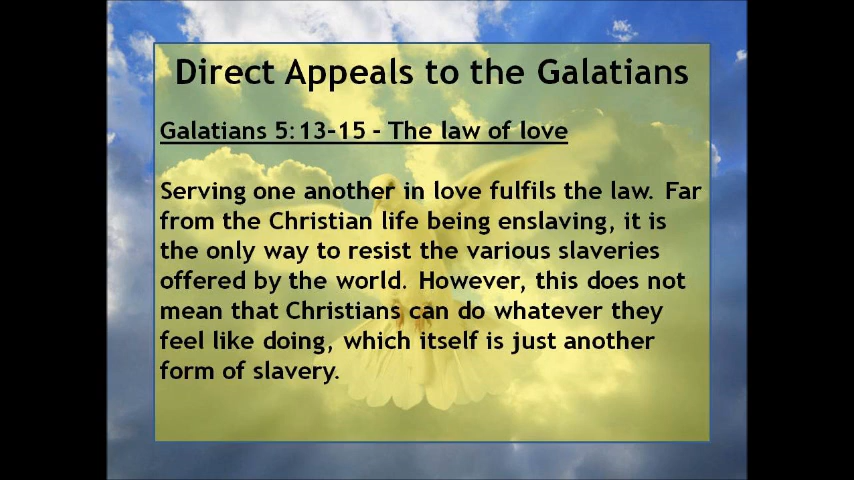 Direct Appeals to the Galatians
Galatians 5:13-15 - The law of love
Serving one another in love fulfils the law. Far
from the Christian life being enslaving, it is
the only way to resist the various slaveries
offered by the world. However, this does not
mean that Christians can do whatever they
feel like doing, which itself is just another
form of slavery.